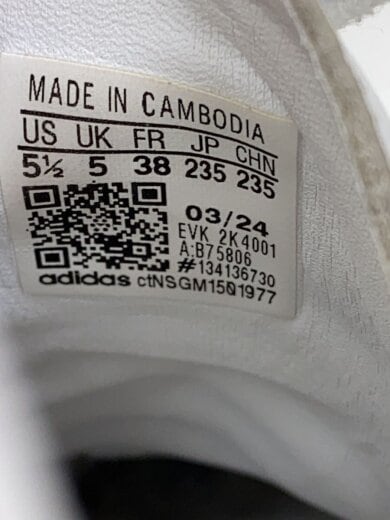 MADE IN CAMBODIA
US UK FR JP CHN
5½ 5 38 235 235
03/24
EVK 2K4001
A:B75806
#134136730
adidas ctNSGM1501977